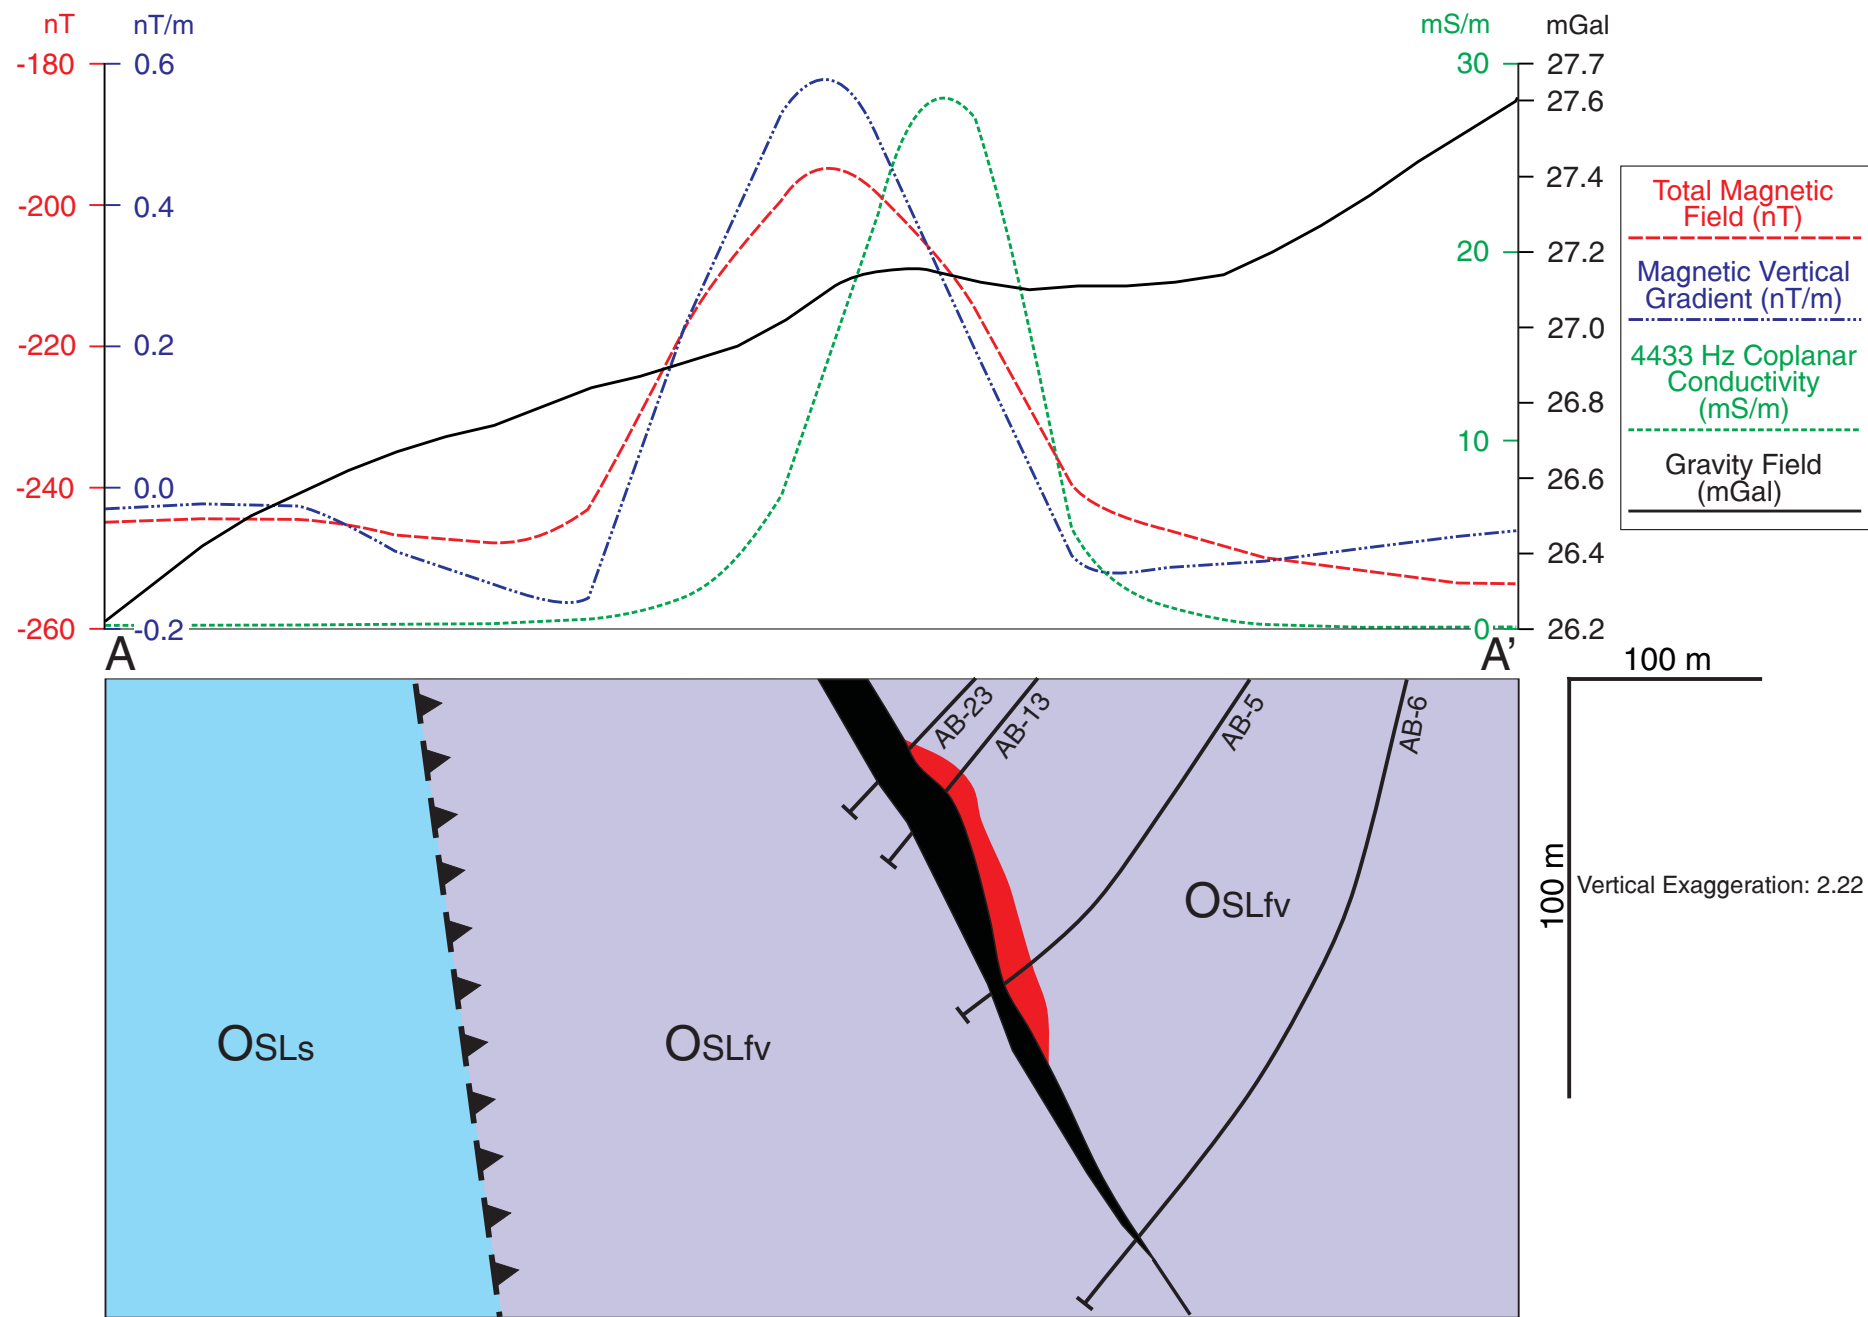 nT nT/m mS/m mGal
-180 0.6 30 27.7
27.6
27.4
-200 0.4
20 27.2
27.0
-220 0.2
26.8
10
26.6
-240 0.0
26.4
-260 -0.2 0 26.2
Total Magnetic
Field (nT)
Magnetic Vertical
Gradient (nT/m)
4433 Hz Coplanar
Conductivity
(mS/m)
Gravity Field
(mGal)
A A’
100 m
100 m
Vertical Exaggeration: 2.22
AB-23
AB-13
AB-5
AB-6
OSLfv
OSLs
OSLfv